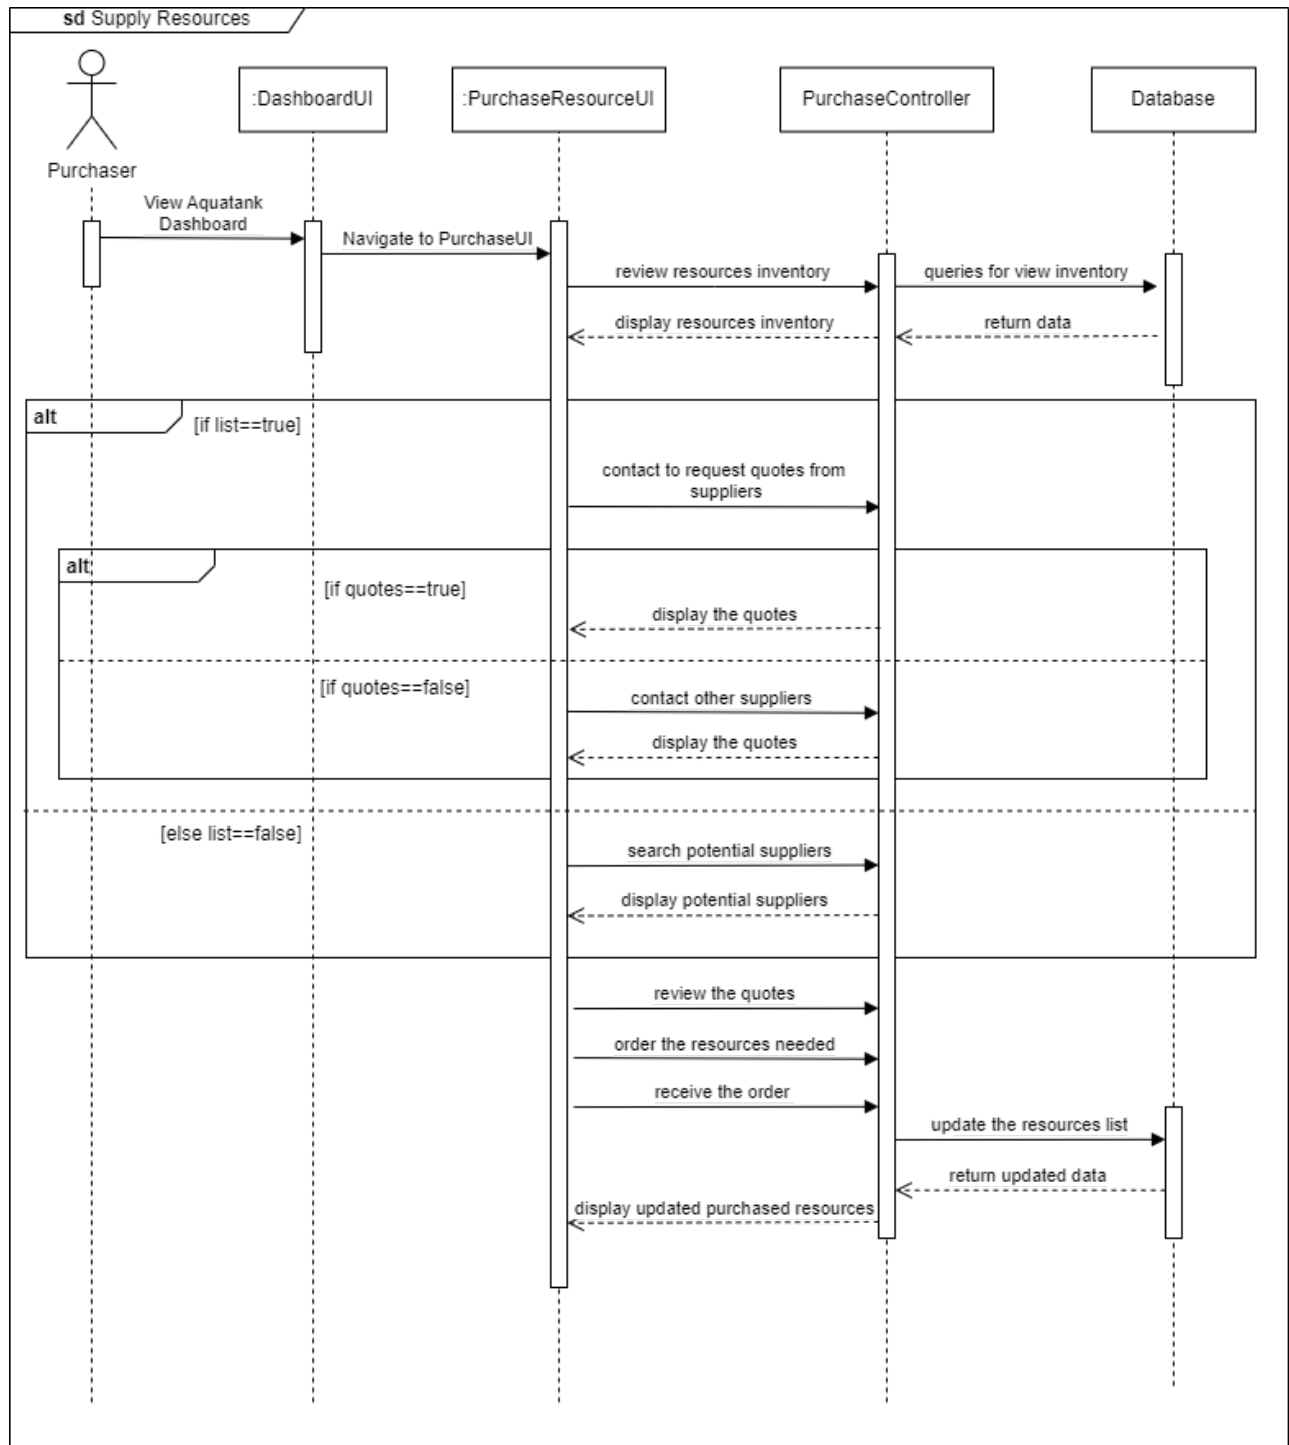 sd Supply Resources
:DashboardUI
:PurchaseResourceUI
PurchaseController
Database
Purchaser
View Aquatank
Dashboard
Navigate to PurchaseUI
review resources inventory
queries for view inventory
display resources inventory
return data
alt
[if list==true]
contact to request quotes from
suppliers
alt
[if quotes==true]
display the quotes
[if quotes==false]
contact other suppliers
display the quotes
[else list==false]
search potential suppliers
display potential suppliers
review the quotes
order the resources needed
receive the order
update the resources list
return updated data
display updated purchased resources